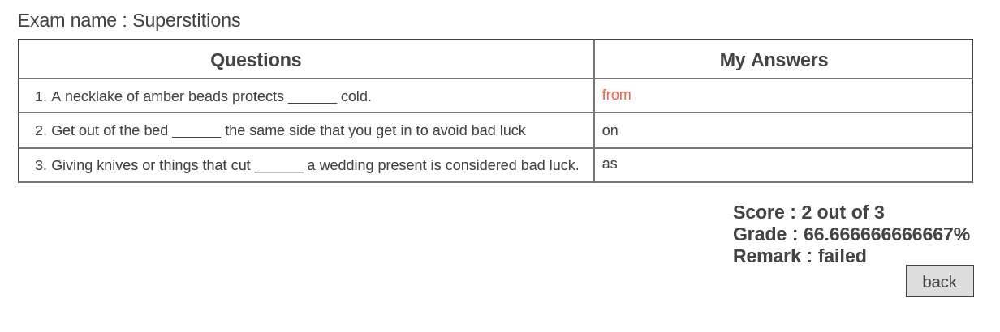 Exam name : Superstitions
Questions My Answers
1. A necklake of amber beads protects ______ cold. from
2. Get out of the bed ______ the same side that you get in to avoid bad luck on
3. Giving knives or things that cut ______ a wedding present is considered bad luck. as
Score : 2 out of 3
Grade : 66.666666666667%
Remark : failed
back